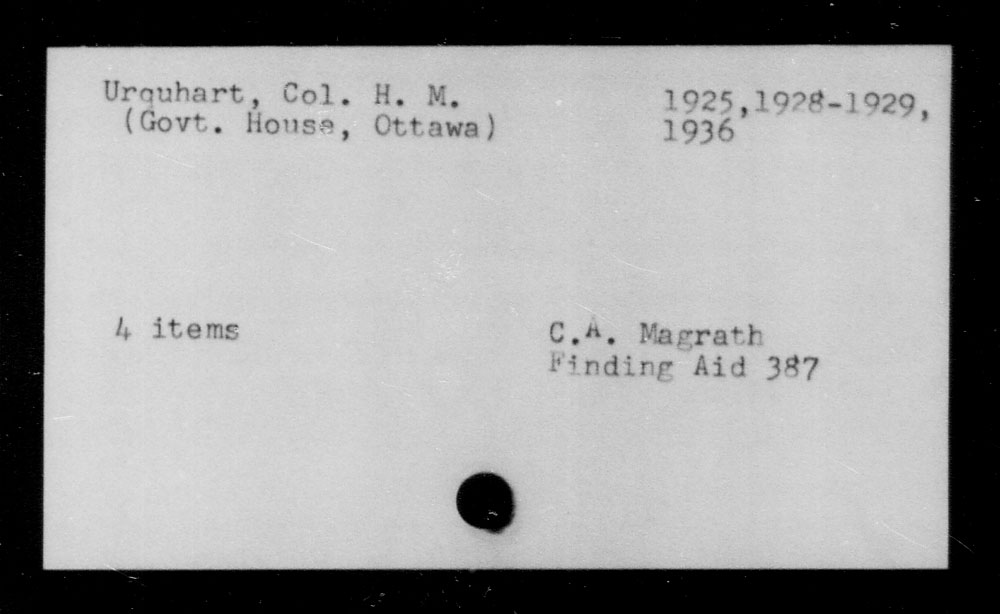 Urquhart, Col. H. M.
(Govt. House, Ottawa)
1925,1928-1929,
1936
4 items
C.A. Magrath
Finding Aid 387